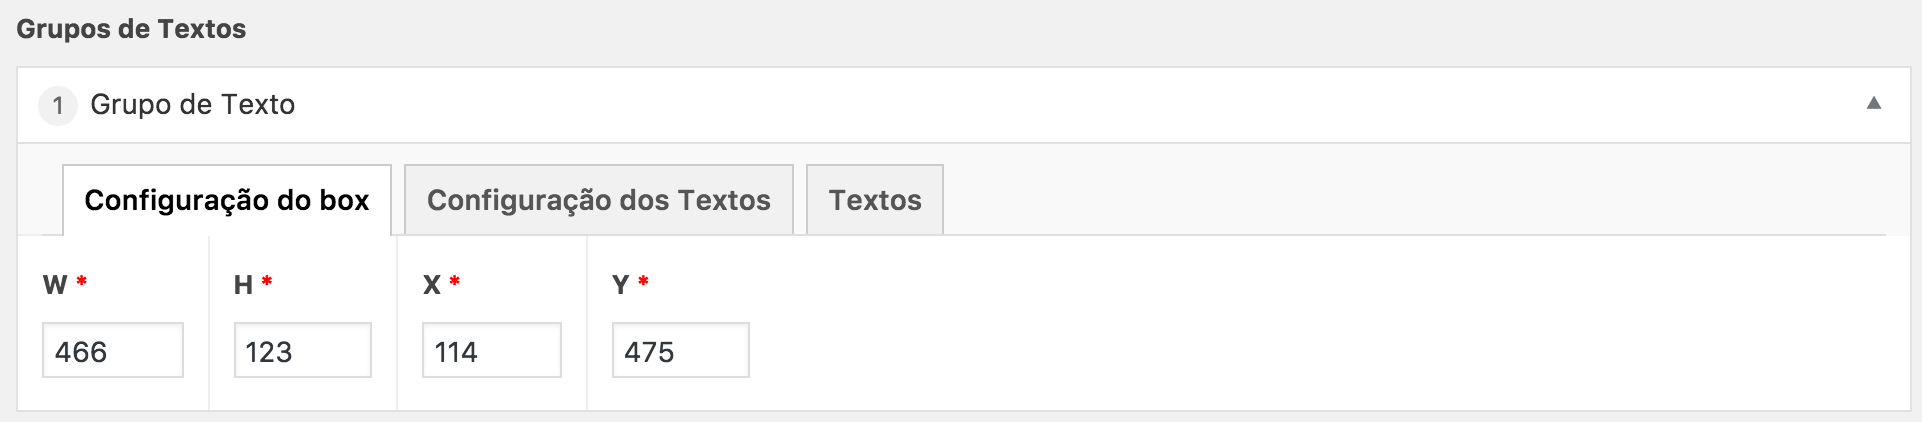 Grupos de Textos
1 Grupo de Texto
Configuração do box Configuração dos Textos Textos
W * H * X * Y *
466 123 114 475